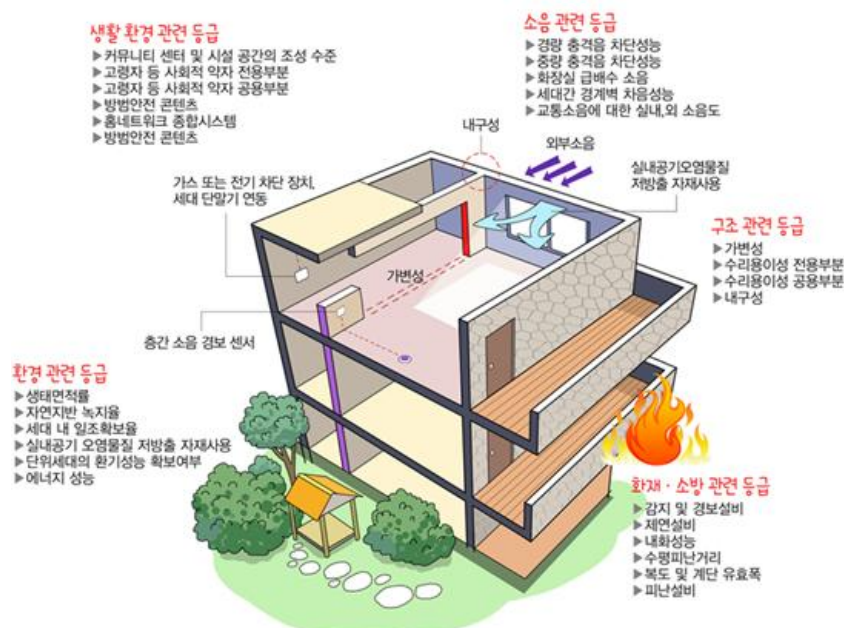 생활 환경 관련 등급
▶커뮤니티 센터 및 시설 공간의 조성 수준
▶고령자 등 사회적 약자 전용부분
▶고령자 등 사회적 약자 공용부분
▶방범안전 콘텐츠
▶홈네트워크 종합시스템
▶방범안전 콘텐츠
소음 관련 등급
▶경량 충격음 차단성능
▶중량 충격음 차단성능
▶화장실 급배수 소음
▶세대간 경계벽 차음성능
▶교통소음에 대한 실내,외 소음도
내구성
외부소음
실내공기오염물질
저방출 자재사용
가스 또는 전기 차단 장치,
세대 단말기 연동
구조 관련 등급
▶가변성
▶수리용이성 전용부분
▶수리용이성 공용부분
▶내구성
가변성
층간 소음 경보 센서
환경 관련 등급
▶생태면적률
▶자연지반 녹지율
▶세대 내 일조확보율
▶실내공기 오염물질 저방출 자재사용
▶단위세대의 환기성능 확보여부
▶에너지 성능
화재 · 소방 관련 등급
▶감지 및 경보설비
▶제연설비
▶내화성능
▶수평피난거리
▶복도 및 계단 유효폭
▶피난설비